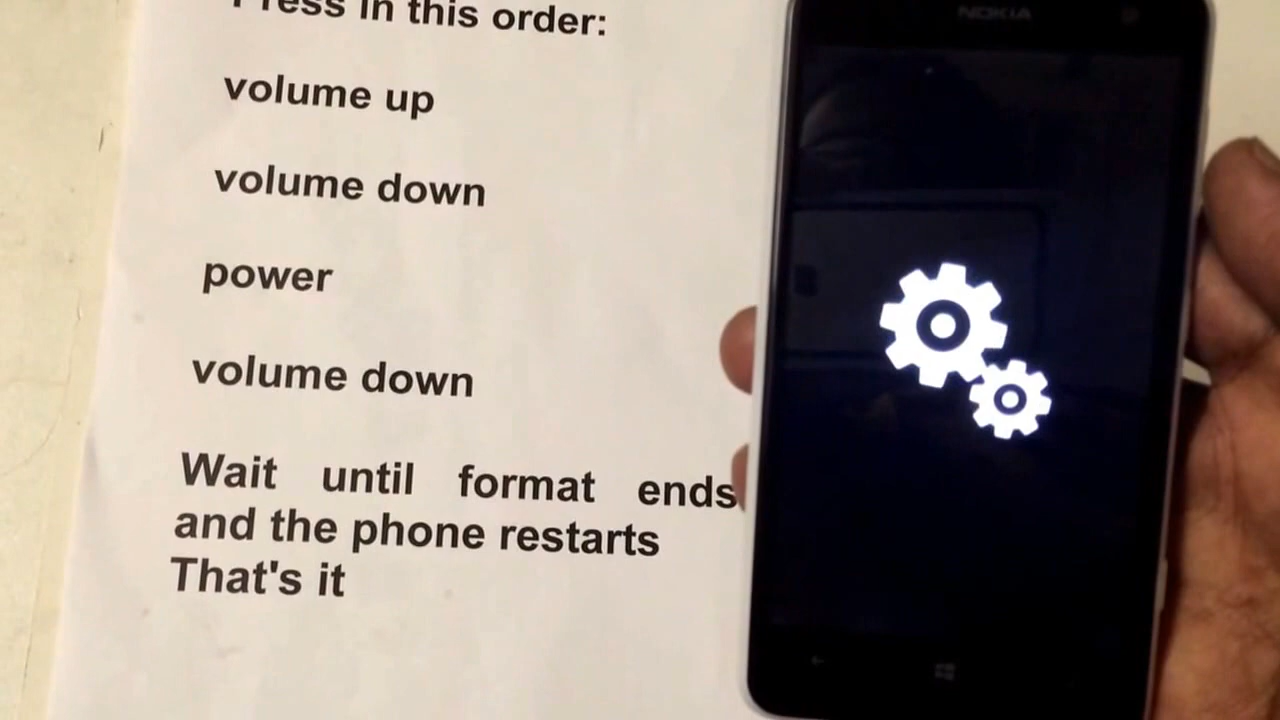 Press in this order:
volume up
volume down
power
volume down
Wait until format ends
and the phone restarts
That's it
NOKIA